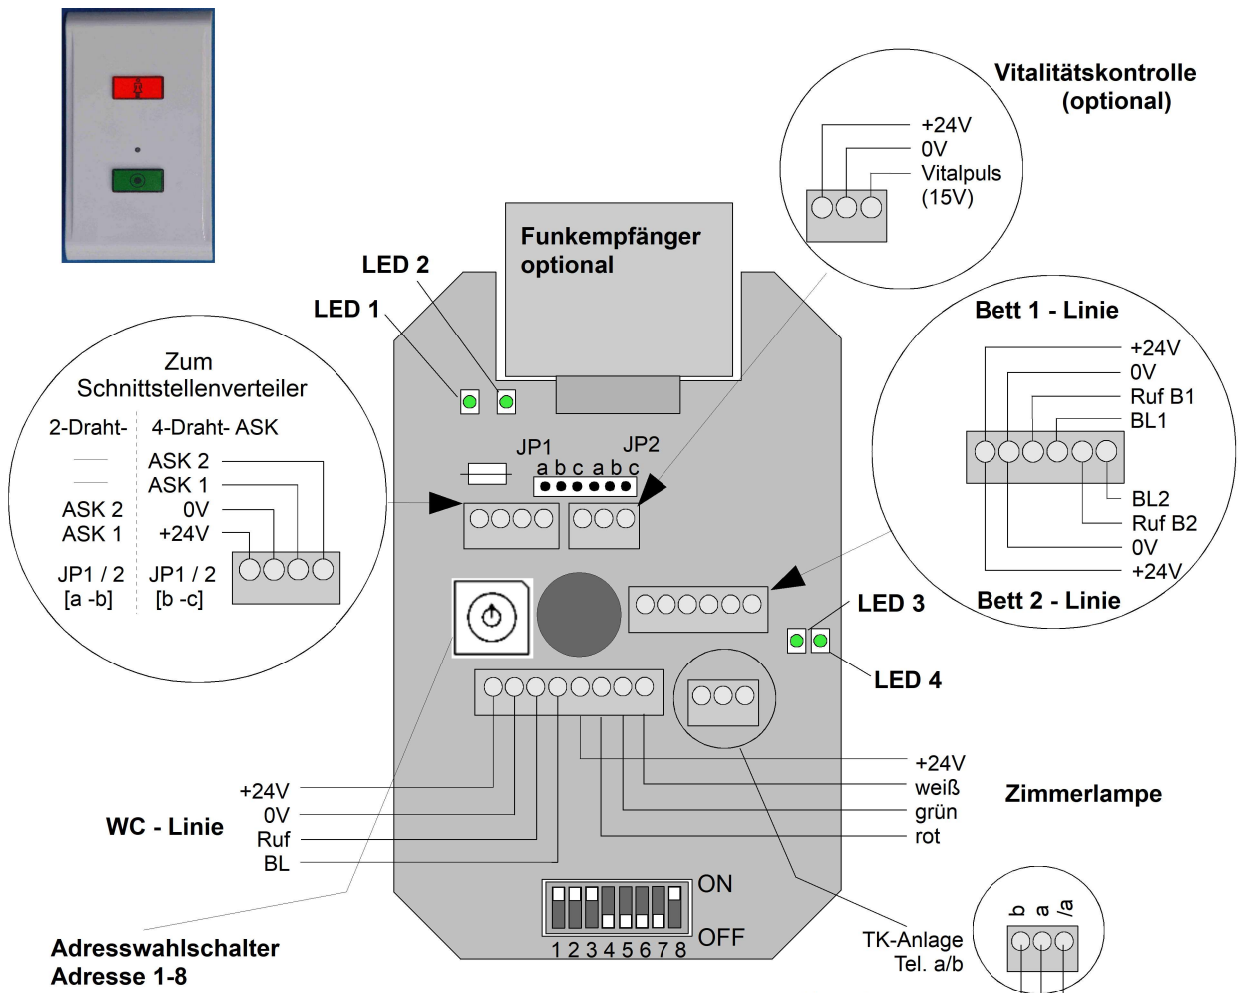 Vitalitätskontrolle
(optional)
+24V
0V
Vitalpuls
(15V)
Funkempfänger
optional
LED 2
LED 1
Bett 1 - Linie
+24V
0V
Ruf B1
BL1
BL2
Ruf B2
0V
+24V
Bett 2 - Linie
Zum
Schnittstellenverteiler
2-Draht- 4-Draht- ASK
ASK 2
ASK 1
ASK 2 0V
ASK 1 +24V
JP1 / 2 JP1 / 2
[a -b] [b -c]
JP1 JP2
a b c a b c
LED 3
LED 4
+24V
0V
Ruf
BL
WC - Linie
+24V
weiß
grün
rot
Zimmerlampe
ON
OFF
1 2 3 4 5 6 7 8
Adresswahlschalter
Adresse 1-8
TK-Anlage
Tel. a/b
b a /a